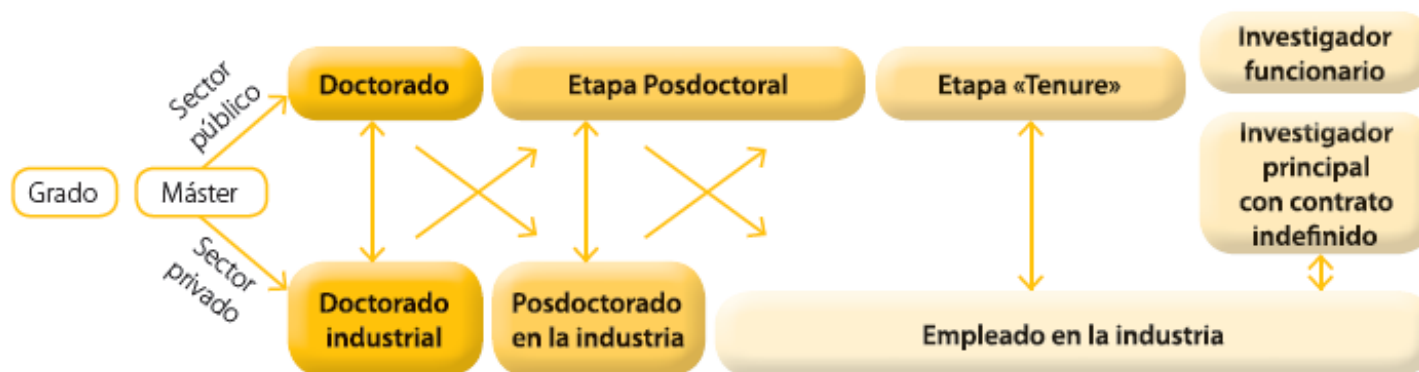 Grado
Máster
Sector
público
Sector
privado
Doctorado
Etapa Posdoctoral
Etapa «Tenure»
Investigador
funcionario
Investigador
principal
con contrato
indefinido
Doctorado
industrial
Posdoctorado
en la industria
Empleado en la industria